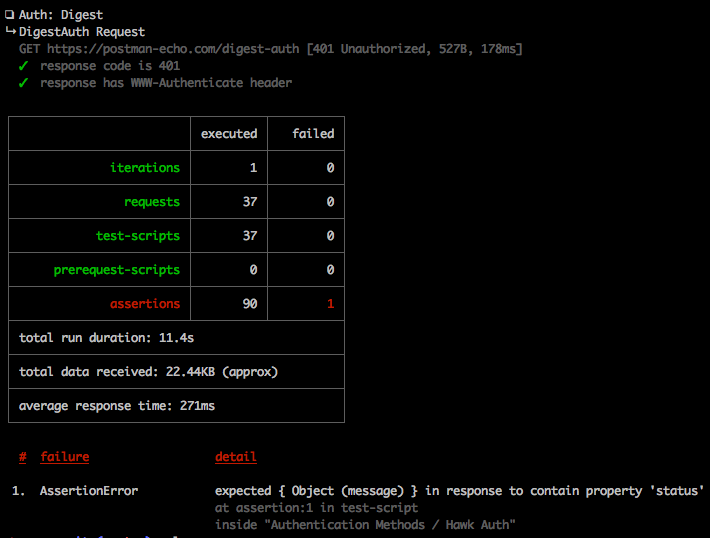 ❏ Auth: Digest
↳ DigestAuth Request
GET https://postman-echo.com/digest-auth [401 Unauthorized, 527B, 178ms]
✓ response code is 401
✓ response has WWW-Authenticate header
executed failed
iterations 1 0
requests 37 0
test-scripts 37 0
prerequest-scripts 0 0
assertions 90 1
total run duration: 11.4s
total data received: 22.44KB (approx)
average response time: 271ms
# failure detail
1. AssertionError expected { Object (message) } in response to contain property 'status'
at assertion:1 in test-script
inside "Authentication Methods / Hawk Auth"